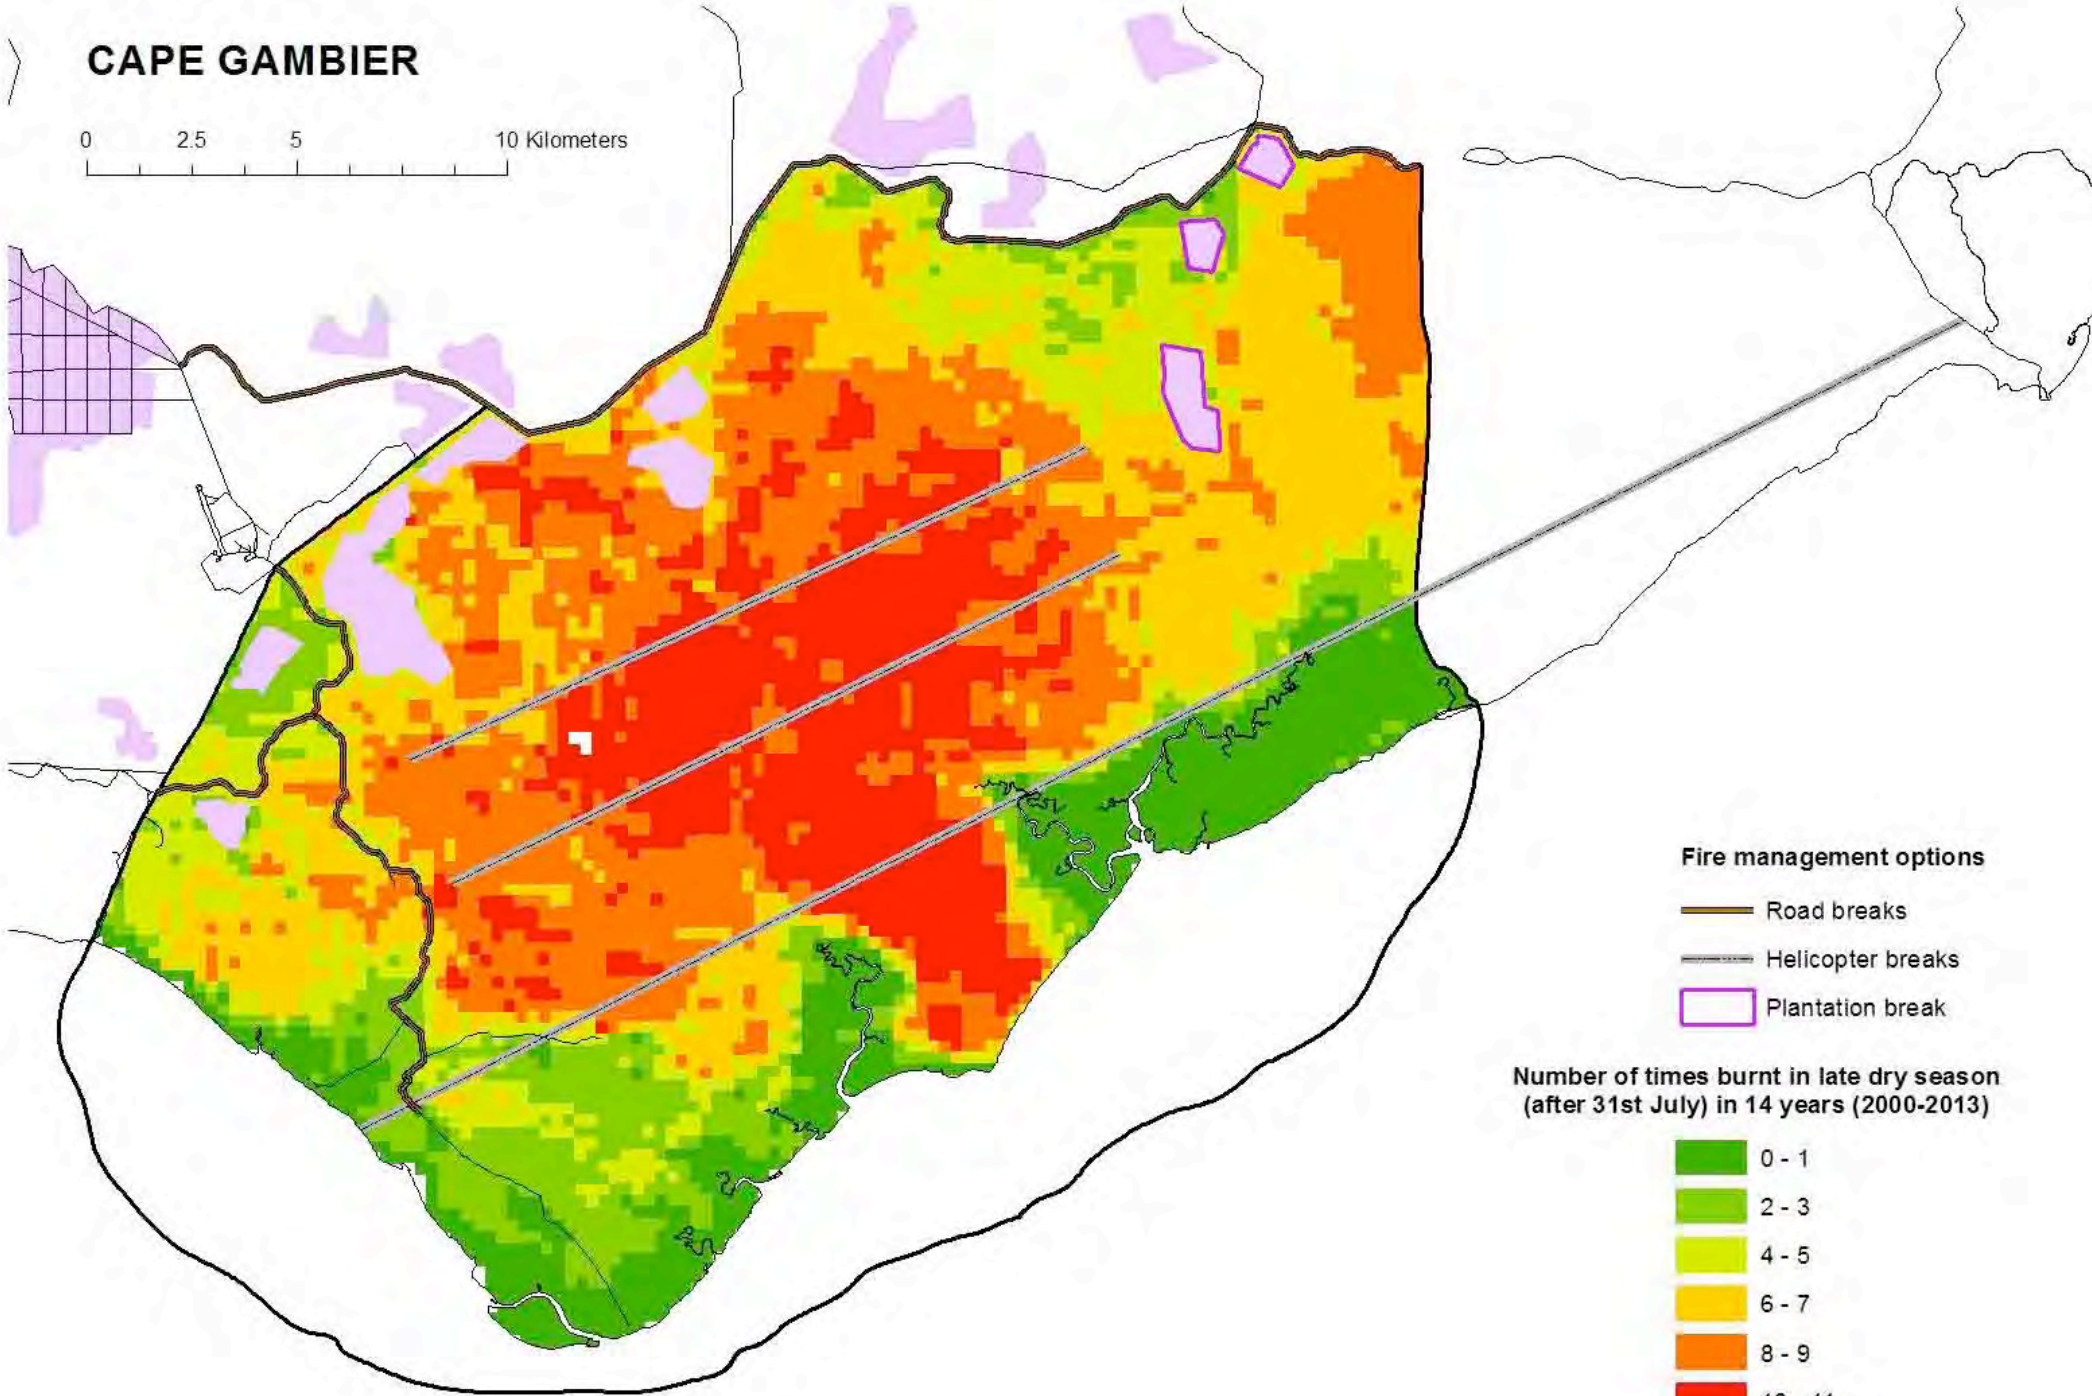 CAPE GAMBIER
0 2.5 5 10 Kilometers
Fire management options
Road breaks
Helicopter breaks
Plantation break
Number of times burnt in late dry season
(after 31st July) in 14 years (2000-2013)
0 - 1
2 - 3
4 - 5
6 - 7
8 - 9